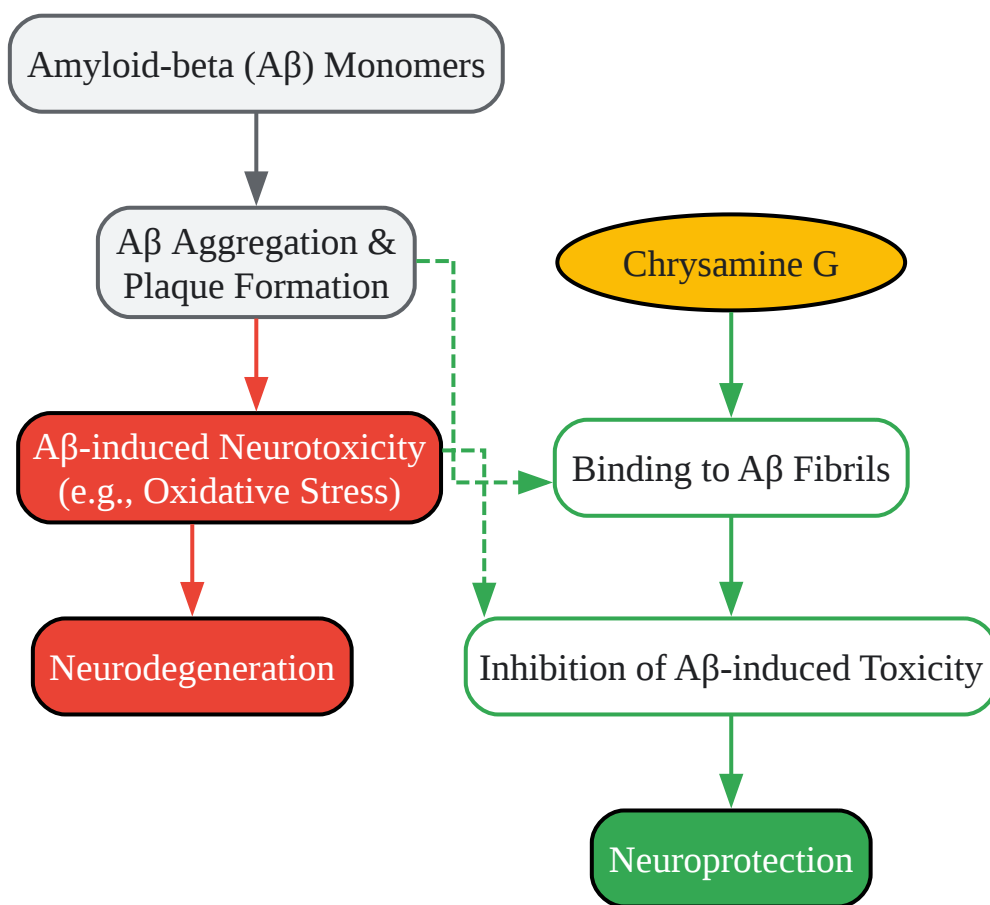 Amyloid-beta (Aβ) Monomers
Aβ Aggregation &
Plaque Formation
Chrysamine G
Aβ-induced Neurotoxicity
(e.g., Oxidative Stress)
Binding to Aβ Fibrils
Neurodegeneration
Inhibition of Aβ-induced Toxicity
Neuroprotection